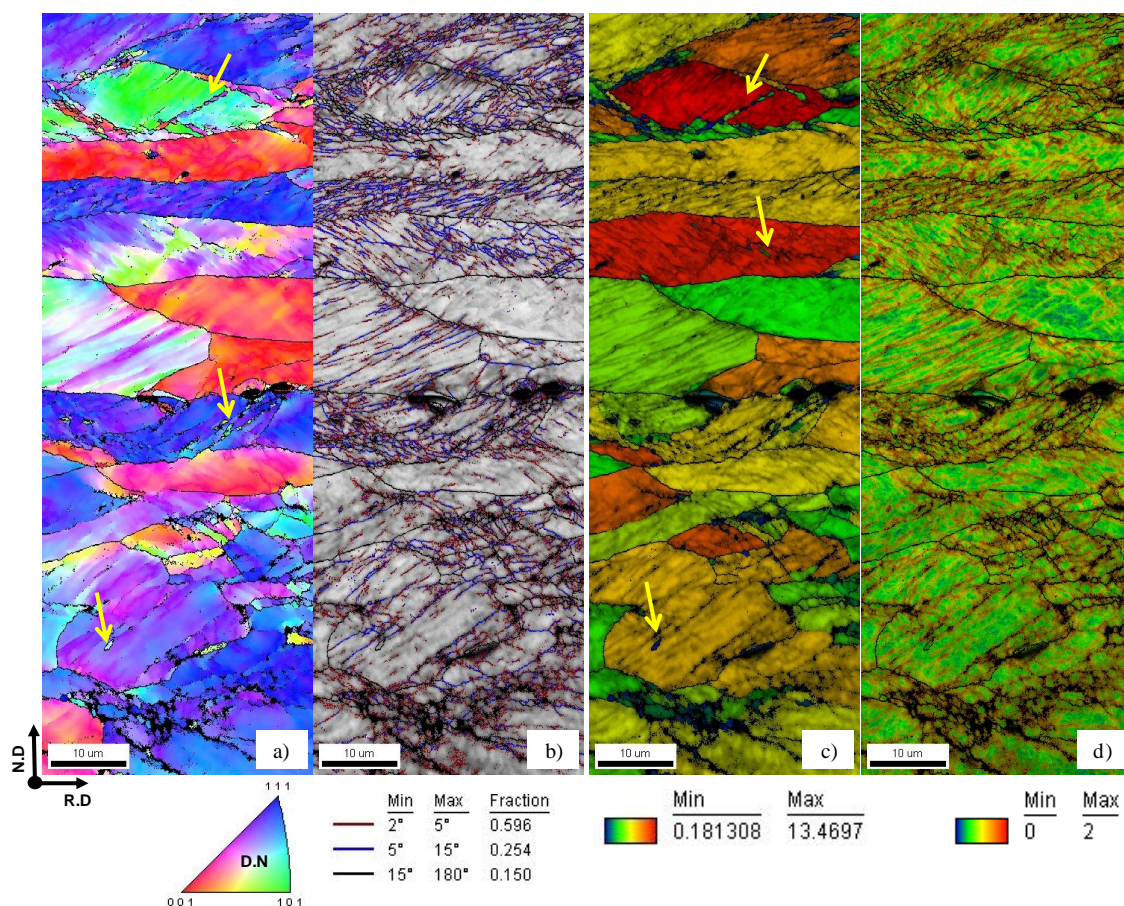 N.D
R.D
10 um
a)
10 um
b)
10 um
c)
10 um
d)
1 1 1
D.N
0 0 1
1 0 1
Min Max Fraction
2° 5° 0.596
5° 15° 0.254
15° 180° 0.150
Min Max
0.181308 13.4697
Min Max
0 2